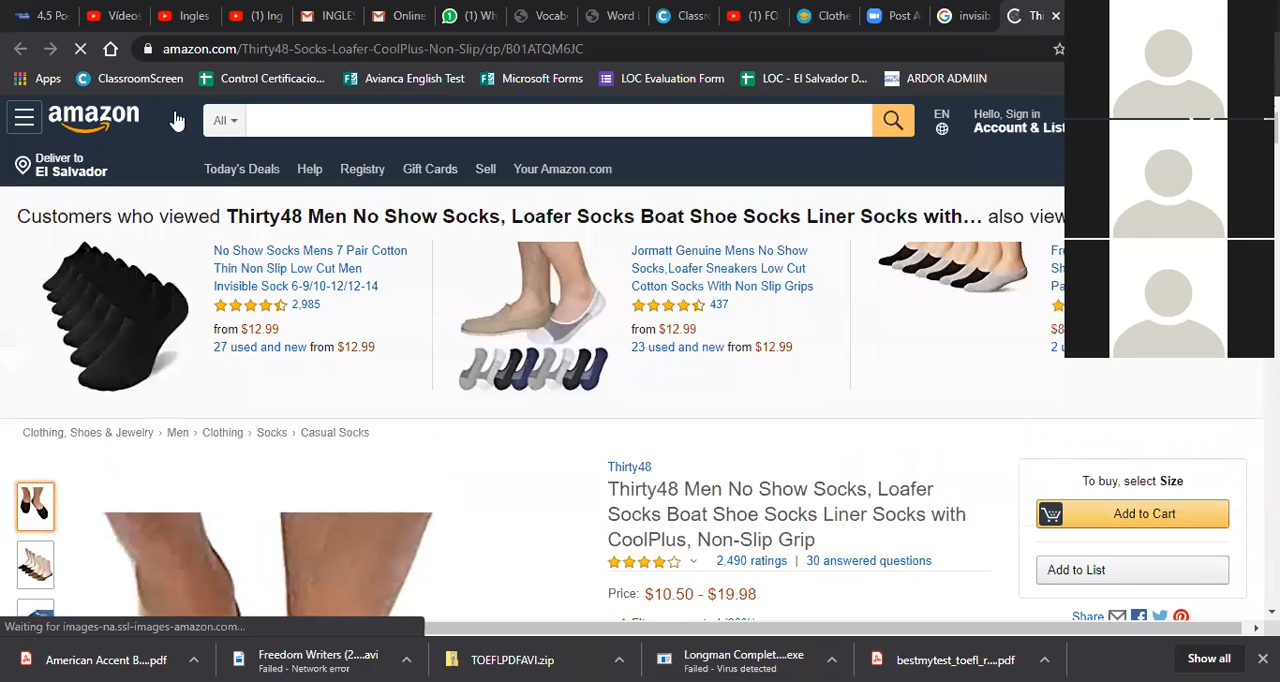 4.5 Po
Videos
Ingles
(1) Ing
INGLE
Online
(1) Wh
Vocab
Word
Classr
(1) FO
Clothe
Post A
invisib
Thi
amazon.com/Thirty48-Socks-Loafer-CoolPlus-Non-Slip/dp/B01ATQM6JC
Apps
ClassroomScreen
Control Certificacio...
Avianca English Test
Microsoft Forms
LOC Evaluation Form
LOC - El Salvador D...
ARDOR ADMIIN
amazon
All
EN
Hello, Sign in
Account & List
Deliver to
El Salvador
Today's Deals
Help
Registry
Gift Cards
Sell
Your Amazon.com
Customers who viewed Thirty48 Men No Show Socks, Loafer Socks Boat Shoe Socks Liner Socks with… also view
No Show Socks Mens 7 Pair Cotton
Thin Non Slip Low Cut Men
Invisible Sock 6-9/10-12/12-14
2,985
from $12.99
27 used and new from $12.99
Jormatt Genuine Mens No Show
Socks,Loafer Sneakers Low Cut
Cotton Socks With Non Slip Grips
437
from $12.99
23 used and new from $12.99
Fr
Sh
Pa
$8
2 u
Clothing, Shoes & Jewelry › Men › Clothing › Socks › Casual Socks
Thirty48
Thirty48 Men No Show Socks, Loafer
Socks Boat Shoe Socks Liner Socks with
CoolPlus, Non-Slip Grip
2,490 ratings | 30 answered questions
Price: $10.50 - $19.98
To buy, select Size
Add to Cart
Add to List
Share
Waiting for images-na.ssl-images-amazon.com...
American Accent B....pdf
Freedom Writers (2....avi
Failed - Network error
TOEFLPDFAVI.zip
Longman Complet....exe
Failed - Virus detected
bestmytest_toefl_r....pdf
Show all